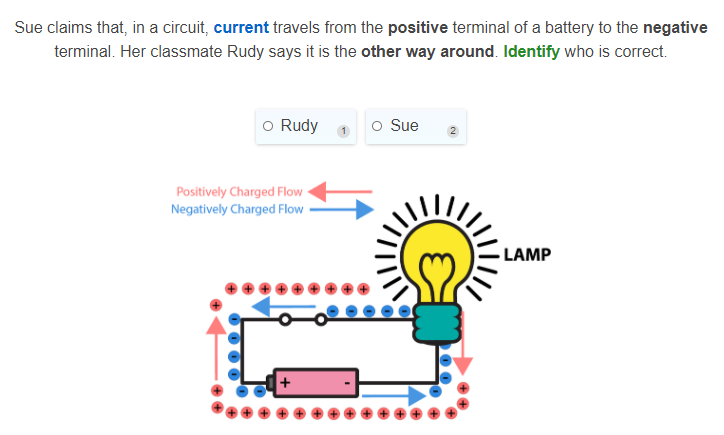 Sue claims that, in a circuit, current travels from the positive terminal of a battery to the negative
terminal. Her classmate Rudy says it is the other way around. Identify who is correct.
Rudy 1
Sue 2
Positively Charged Flow
Negatively Charged Flow
LAMP
+ -